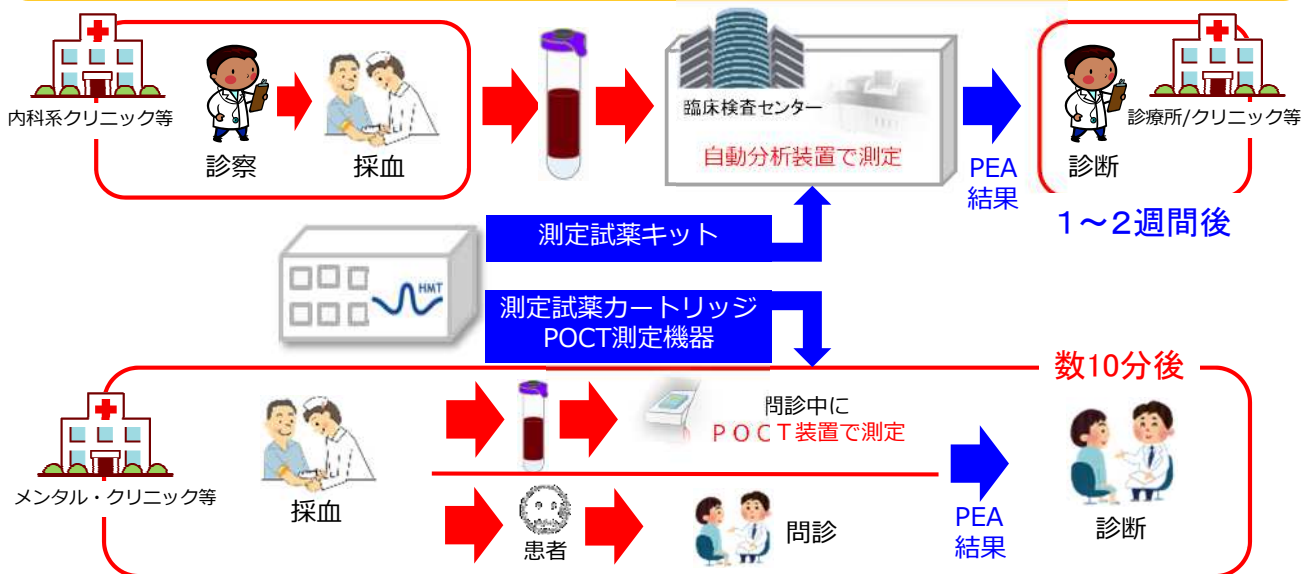 内科系クリニック等
診察
採血
臨床検査センター
自動分析装置で測定
PEA
結果
診断
診療所/クリニック等
1～2週間後
測定試薬キット
HMT
測定試薬カートリッジ
POCT測定機器
数10分後
メンタル・クリニック等
採血
問診中に
POCT装置で測定
患者
問診
PEA
結果
診断